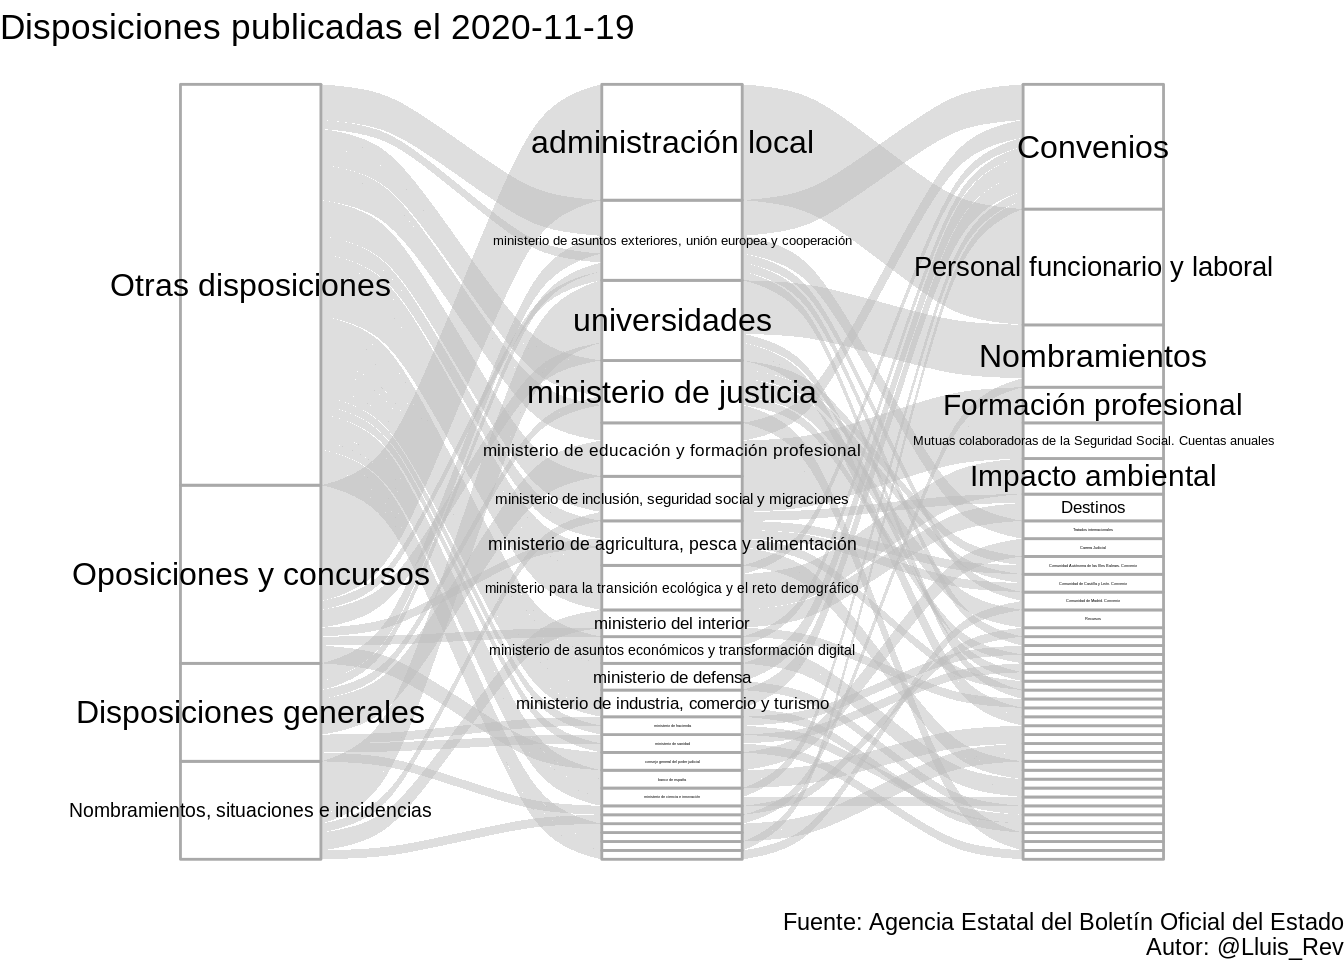 Disposiciones publicadas el 2020-11-19
Otras disposiciones
Oposiciones y concursos
Disposiciones generales
Nombramientos, situaciones e incidencias
administración local
ministerio de asuntos exteriores, unión europea y cooperación
universidades
ministerio de justicia
ministerio de educación y formación profesional
ministerio de inclusión, seguridad social y migraciones
ministerio de agricultura, pesca y alimentación
ministerio para la transición ecológica y el reto demográfico
ministerio del interior
ministerio de asuntos económicos y transformación digital
ministerio de defensa
ministerio de industria, comercio y turismo
ministerio de hacienda
ministerio de sanidad
consejo general del poder judicial
banco de españa
ministerio de ciencia e innovación
Convenios
Personal funcionario y laboral
Nombramientos
Formación profesional
Mutuas colaboradoras de la Seguridad Social. Cuentas anuales
Impacto ambiental
Destinos
Tratados internacionales
Carrera Judicial
Comunidad Autónoma de las Illes Balears. Convenio
Comunidad de Castilla y León. Convenio
Comunidad de Madrid. Convenio
Recursos
Fuente: Agencia Estatal del Boletín Oficial del Estado
Autor: @Lluis_Rev